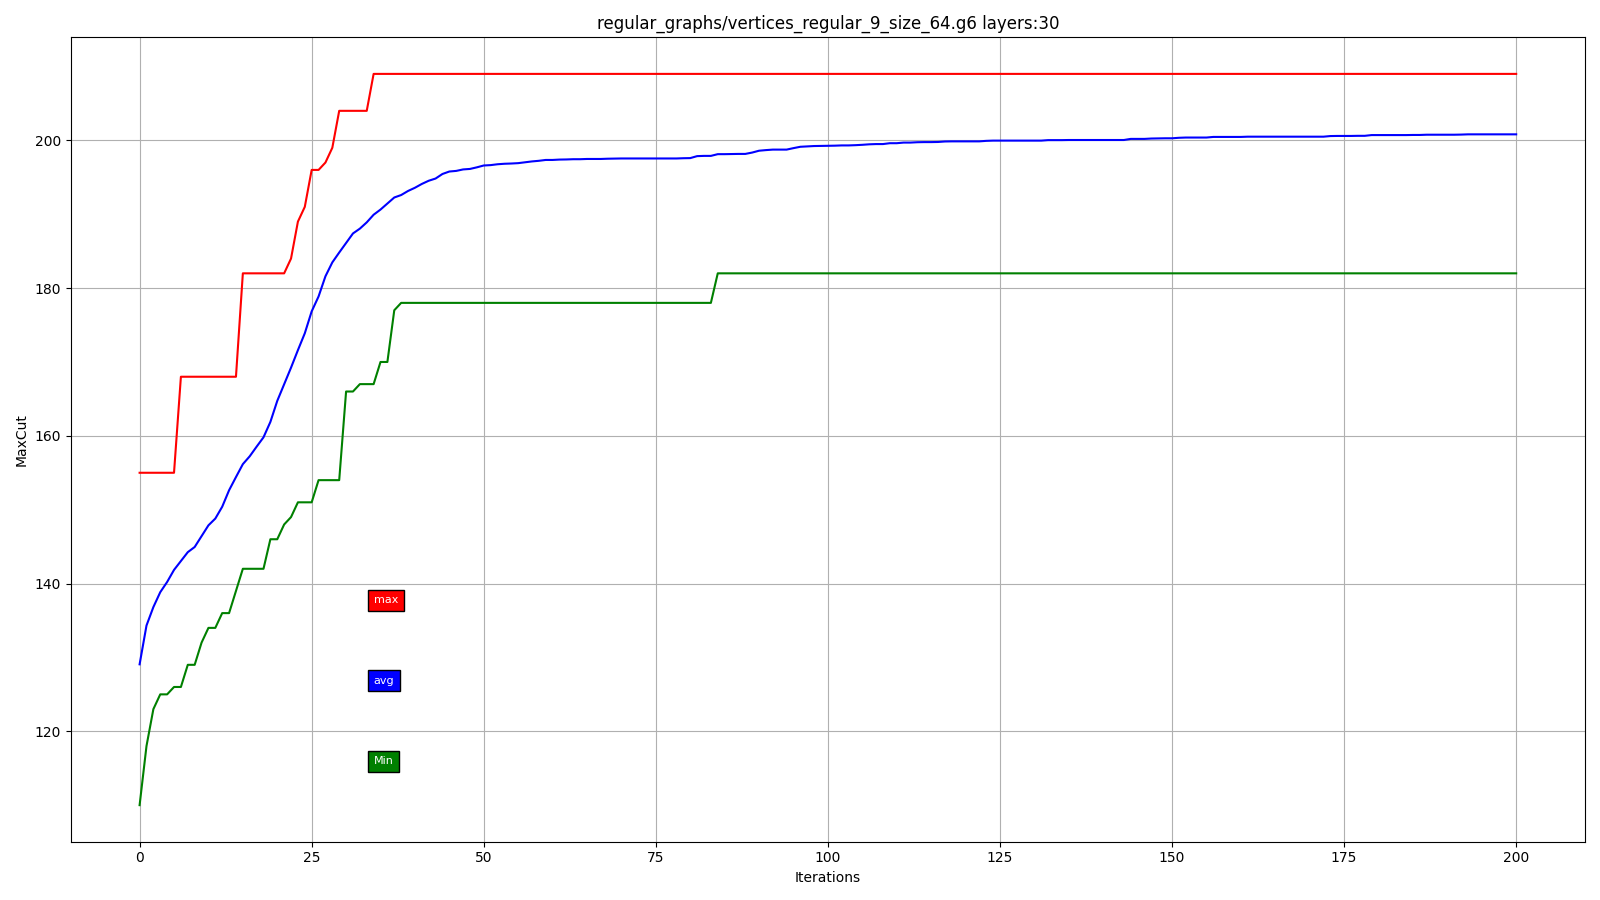 regular_graphs/vertices_regular_9_size_64.g6 layers:30
MaxCut
200
180
160
140
120
max
avg
Min
0 25 50 75 100 125 150 175 200
Iterations